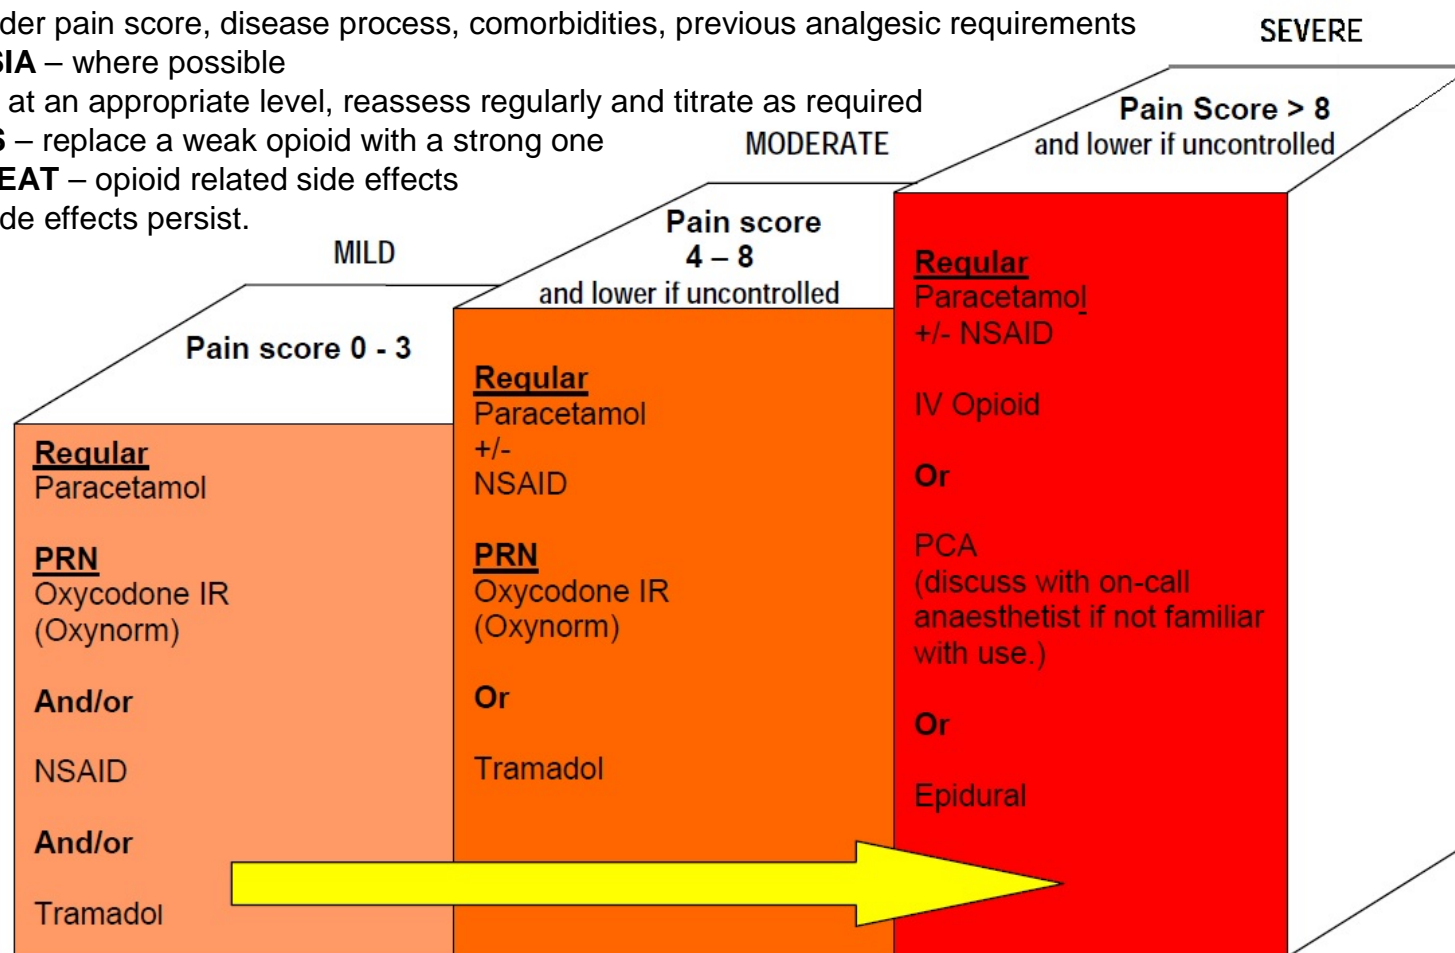 der pain score, disease process, comorbidities, previous analgesic requirements
SIA – where possible
at an appropriate level, reassess regularly and titrate as required
S – replace a weak opioid with a strong one
EAT – opioid related side effects
de effects persist.
MILD
Pain score 0 - 3
Regular
Paracetamol
PRN
Oxycodone IR
(Oxynorm)
And/or
NSAID
And/or
Tramadol
MODERATE
Pain score
4 – 8
and lower if uncontrolled
Regular
Paracetamol
+/-
NSAID
PRN
Oxycodone IR
(Oxynorm)
Or
Tramadol
SEVERE
Pain Score > 8
and lower if uncontrolled
Regular
Paracetamol
+/- NSAID
IV Opioid
Or
PCA
(discuss with on-call
anaesthetist if not familiar
with use.)
Or
Epidural